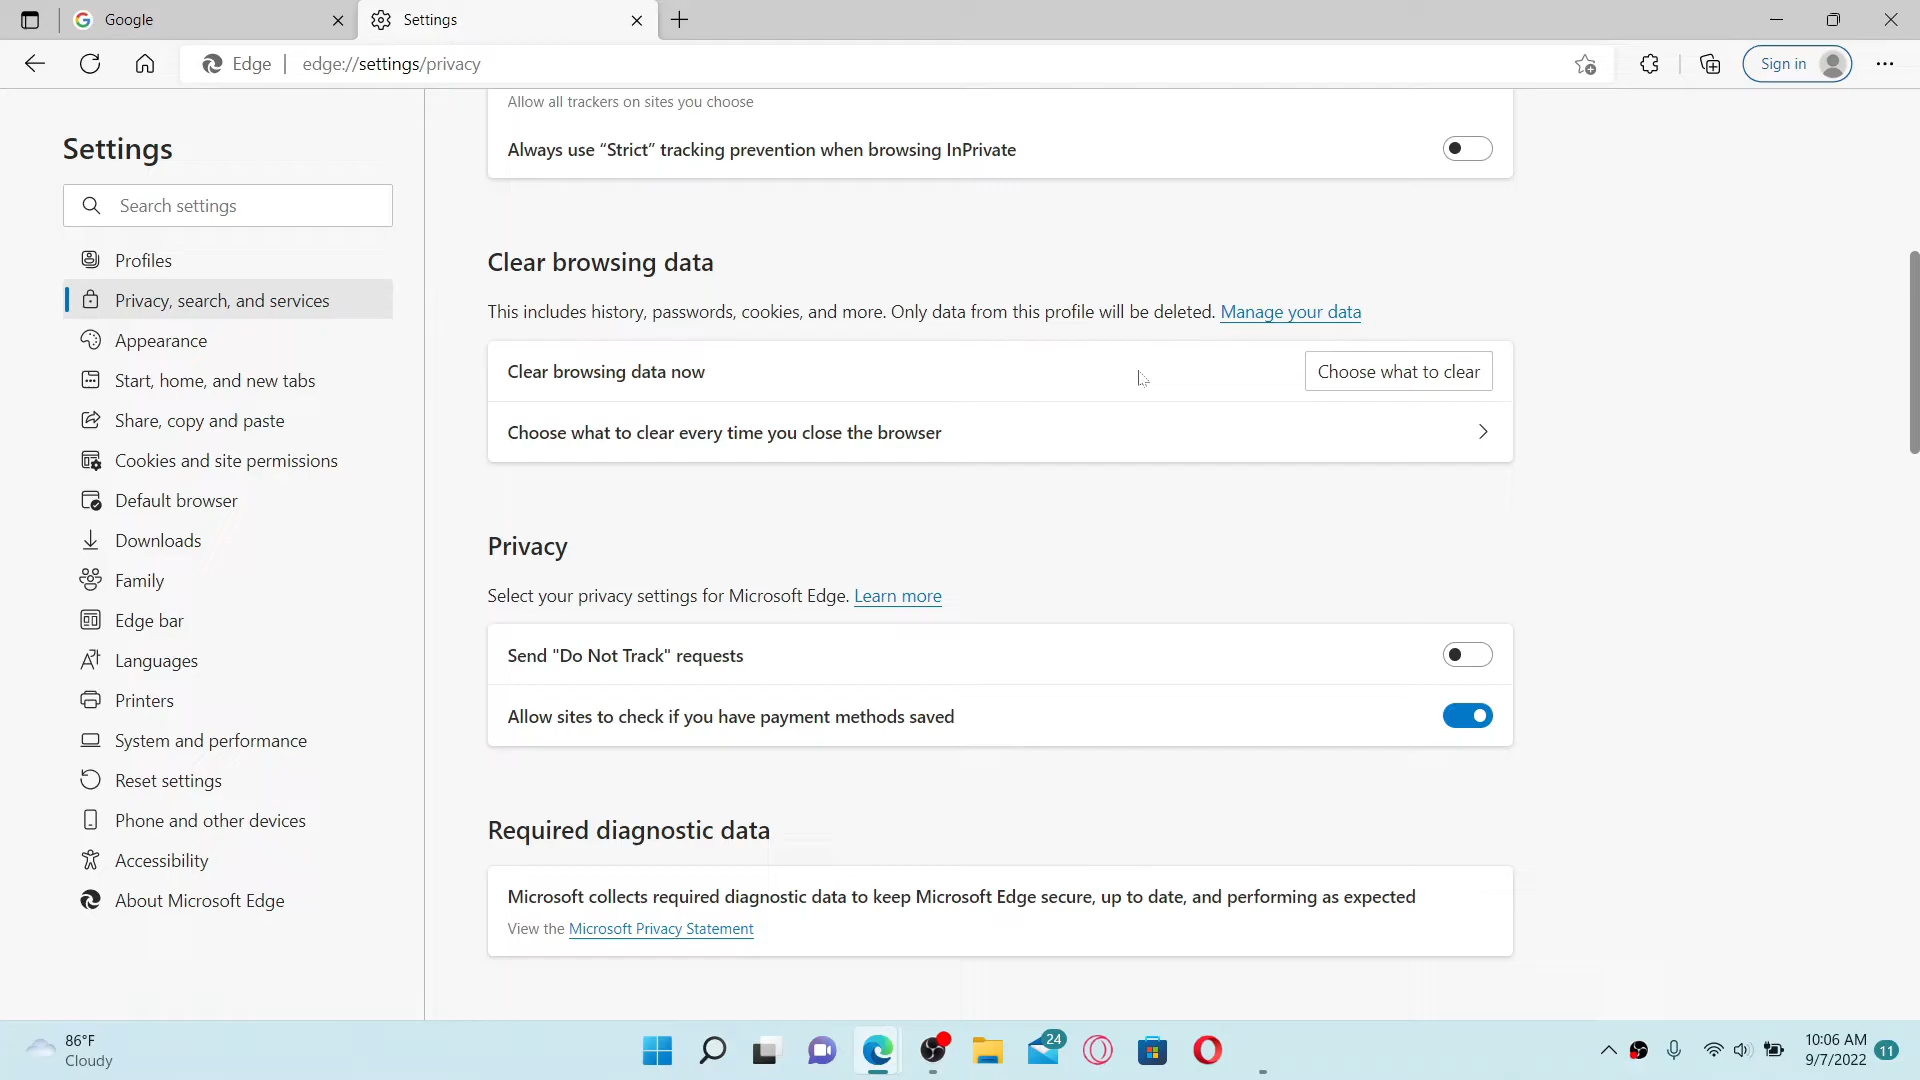 Google
Settings
Edge
edge://settings/privacy
Sign in
Settings
Search settings
Profiles
Privacy, search, and services
Appearance
Start, home, and new tabs
Share, copy and paste
Cookies and site permissions
Default browser
Downloads
Family
Edge bar
Languages
Printers
System and performance
Reset settings
Phone and other devices
Accessibility
About Microsoft Edge
Allow all trackers on sites you choose
Always use “Strict” tracking prevention when browsing InPrivate
Clear browsing data
This includes history, passwords, cookies, and more. Only data from this profile will be deleted. Manage your data
Clear browsing data now
Choose what to clear
Choose what to clear every time you close the browser
Privacy
Select your privacy settings for Microsoft Edge. Learn more
Send "Do Not Track" requests
Allow sites to check if you have payment methods saved
Required diagnostic data
Microsoft collects required diagnostic data to keep Microsoft Edge secure, up to date, and performing as expected
View the Microsoft Privacy Statement
86°F
Cloudy
24
10:06 AM
9/7/2022
11